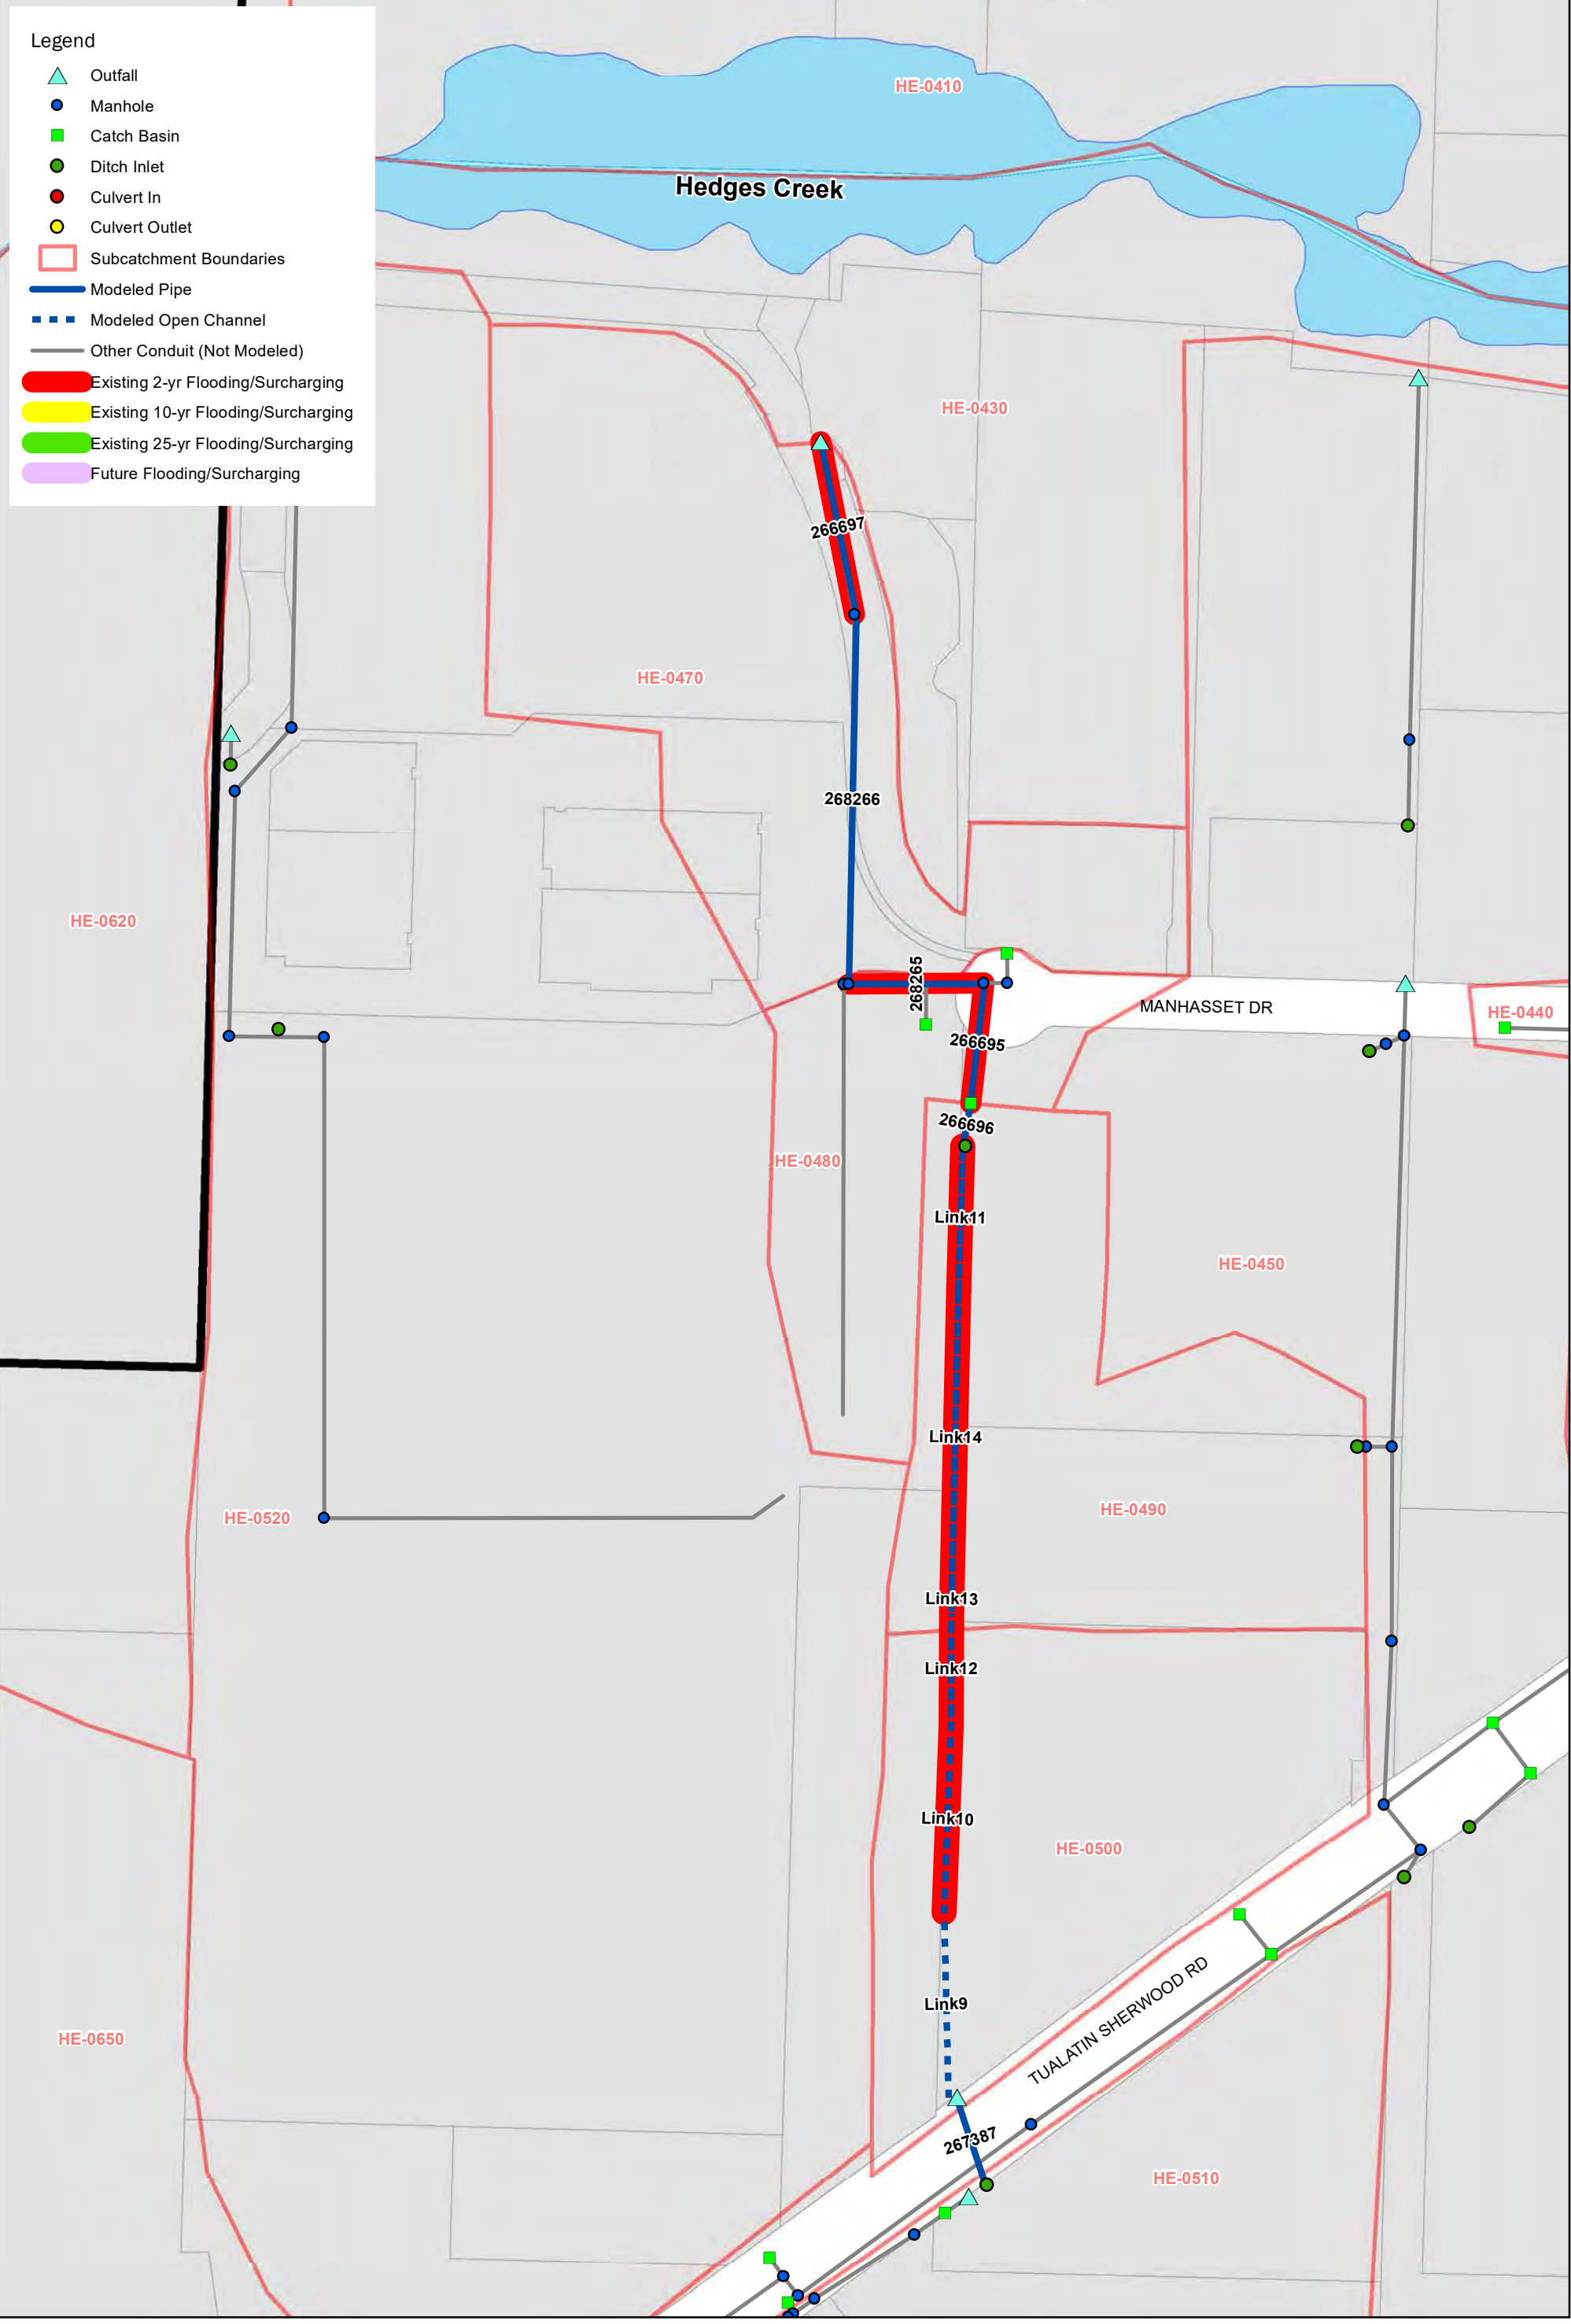 Legend
Outfall
Manhole
Catch Basin
Ditch Inlet
Culvert In
Culvert Outlet
Subcatchment Boundaries
Modeled Pipe
Modeled Open Channel
Other Conduit (Not Modeled)
Existing 2-yr Flooding/Surcharging
Existing 10-yr Flooding/Surcharging
Existing 25-yr Flooding/Surcharging
Future Flooding/Surcharging
HE-0410
Hedges Creek
HE-0430
266697
HE-0470
268266
HE-0620
268265
MANHASSET DR
HE-0440
266695
266696
HE-0480
Link11
HE-0450
Link14
HE-0490
HE-0520
Link13
Link12
Link10
HE-0500
Link9
TUALATIN SHERWOOD RD
HE-0650
267387
HE-0510